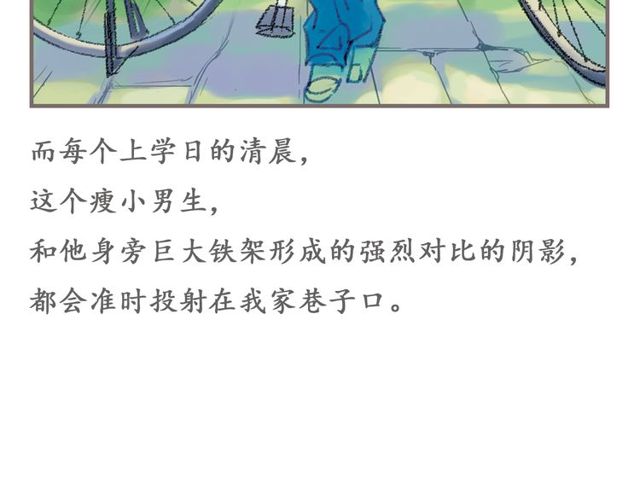 而每个上学日的清晨，
这个瘦小男生，
和他身旁巨大铁架形成的强烈对比的阴影，
都会准时投射在我家巷子口。